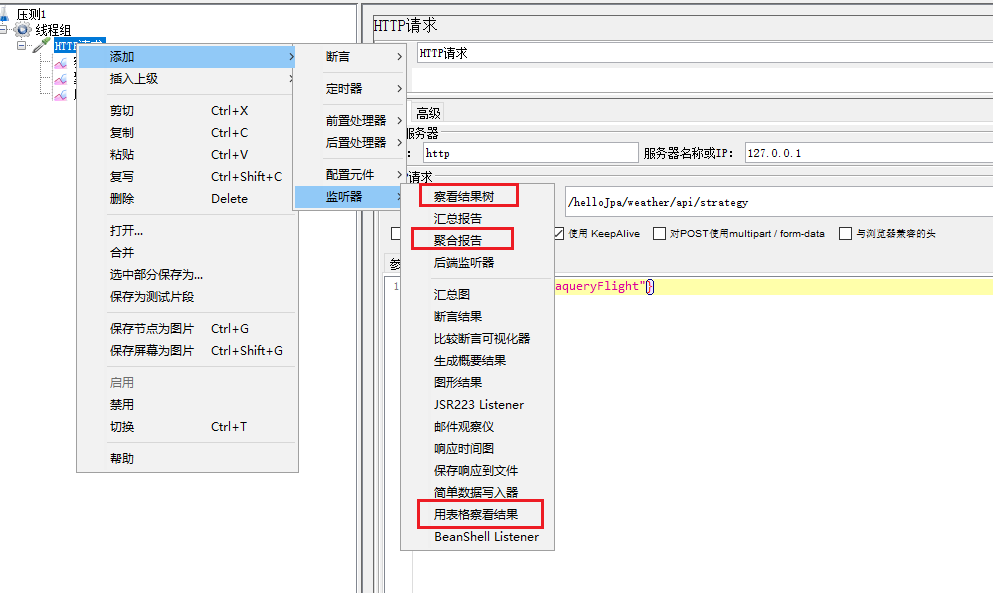 压测1
线程组
HTTP请求
添加
插入上级
剪切 Ctrl+X
复制 Ctrl+C
粘贴 Ctrl+V
复写 Ctrl+Shift+C
删除 Delete
打开...
合并
选中部分保存为...
保存为测试片段
保存节点为图片 Ctrl+G
保存屏幕为图片 Ctrl+Shift+G
启用
禁用
切换 Ctrl+T
帮助
断言
定时器
前置处理器
后置处理器
配置元件
监听器
察看结果树
汇总报告
聚合报告
后端监听器
汇总图
断言结果
比较断言可视化器
生成概要结果
图形结果
JSR223 Listener
邮件观察仪
响应时间图
保存响应到文件
简单数据写入器
用表格察看结果
BeanShell Listener
HTTP请求
HTTP请求
高级
服务器
: http 服务器名称或IP: 127.0.0.1
请求
/helloJpa/weather/api/strategy
使用 KeepAlive 对POST使用multipart / form-data 与浏览器兼容的头
参
1 aqueryFlight"}